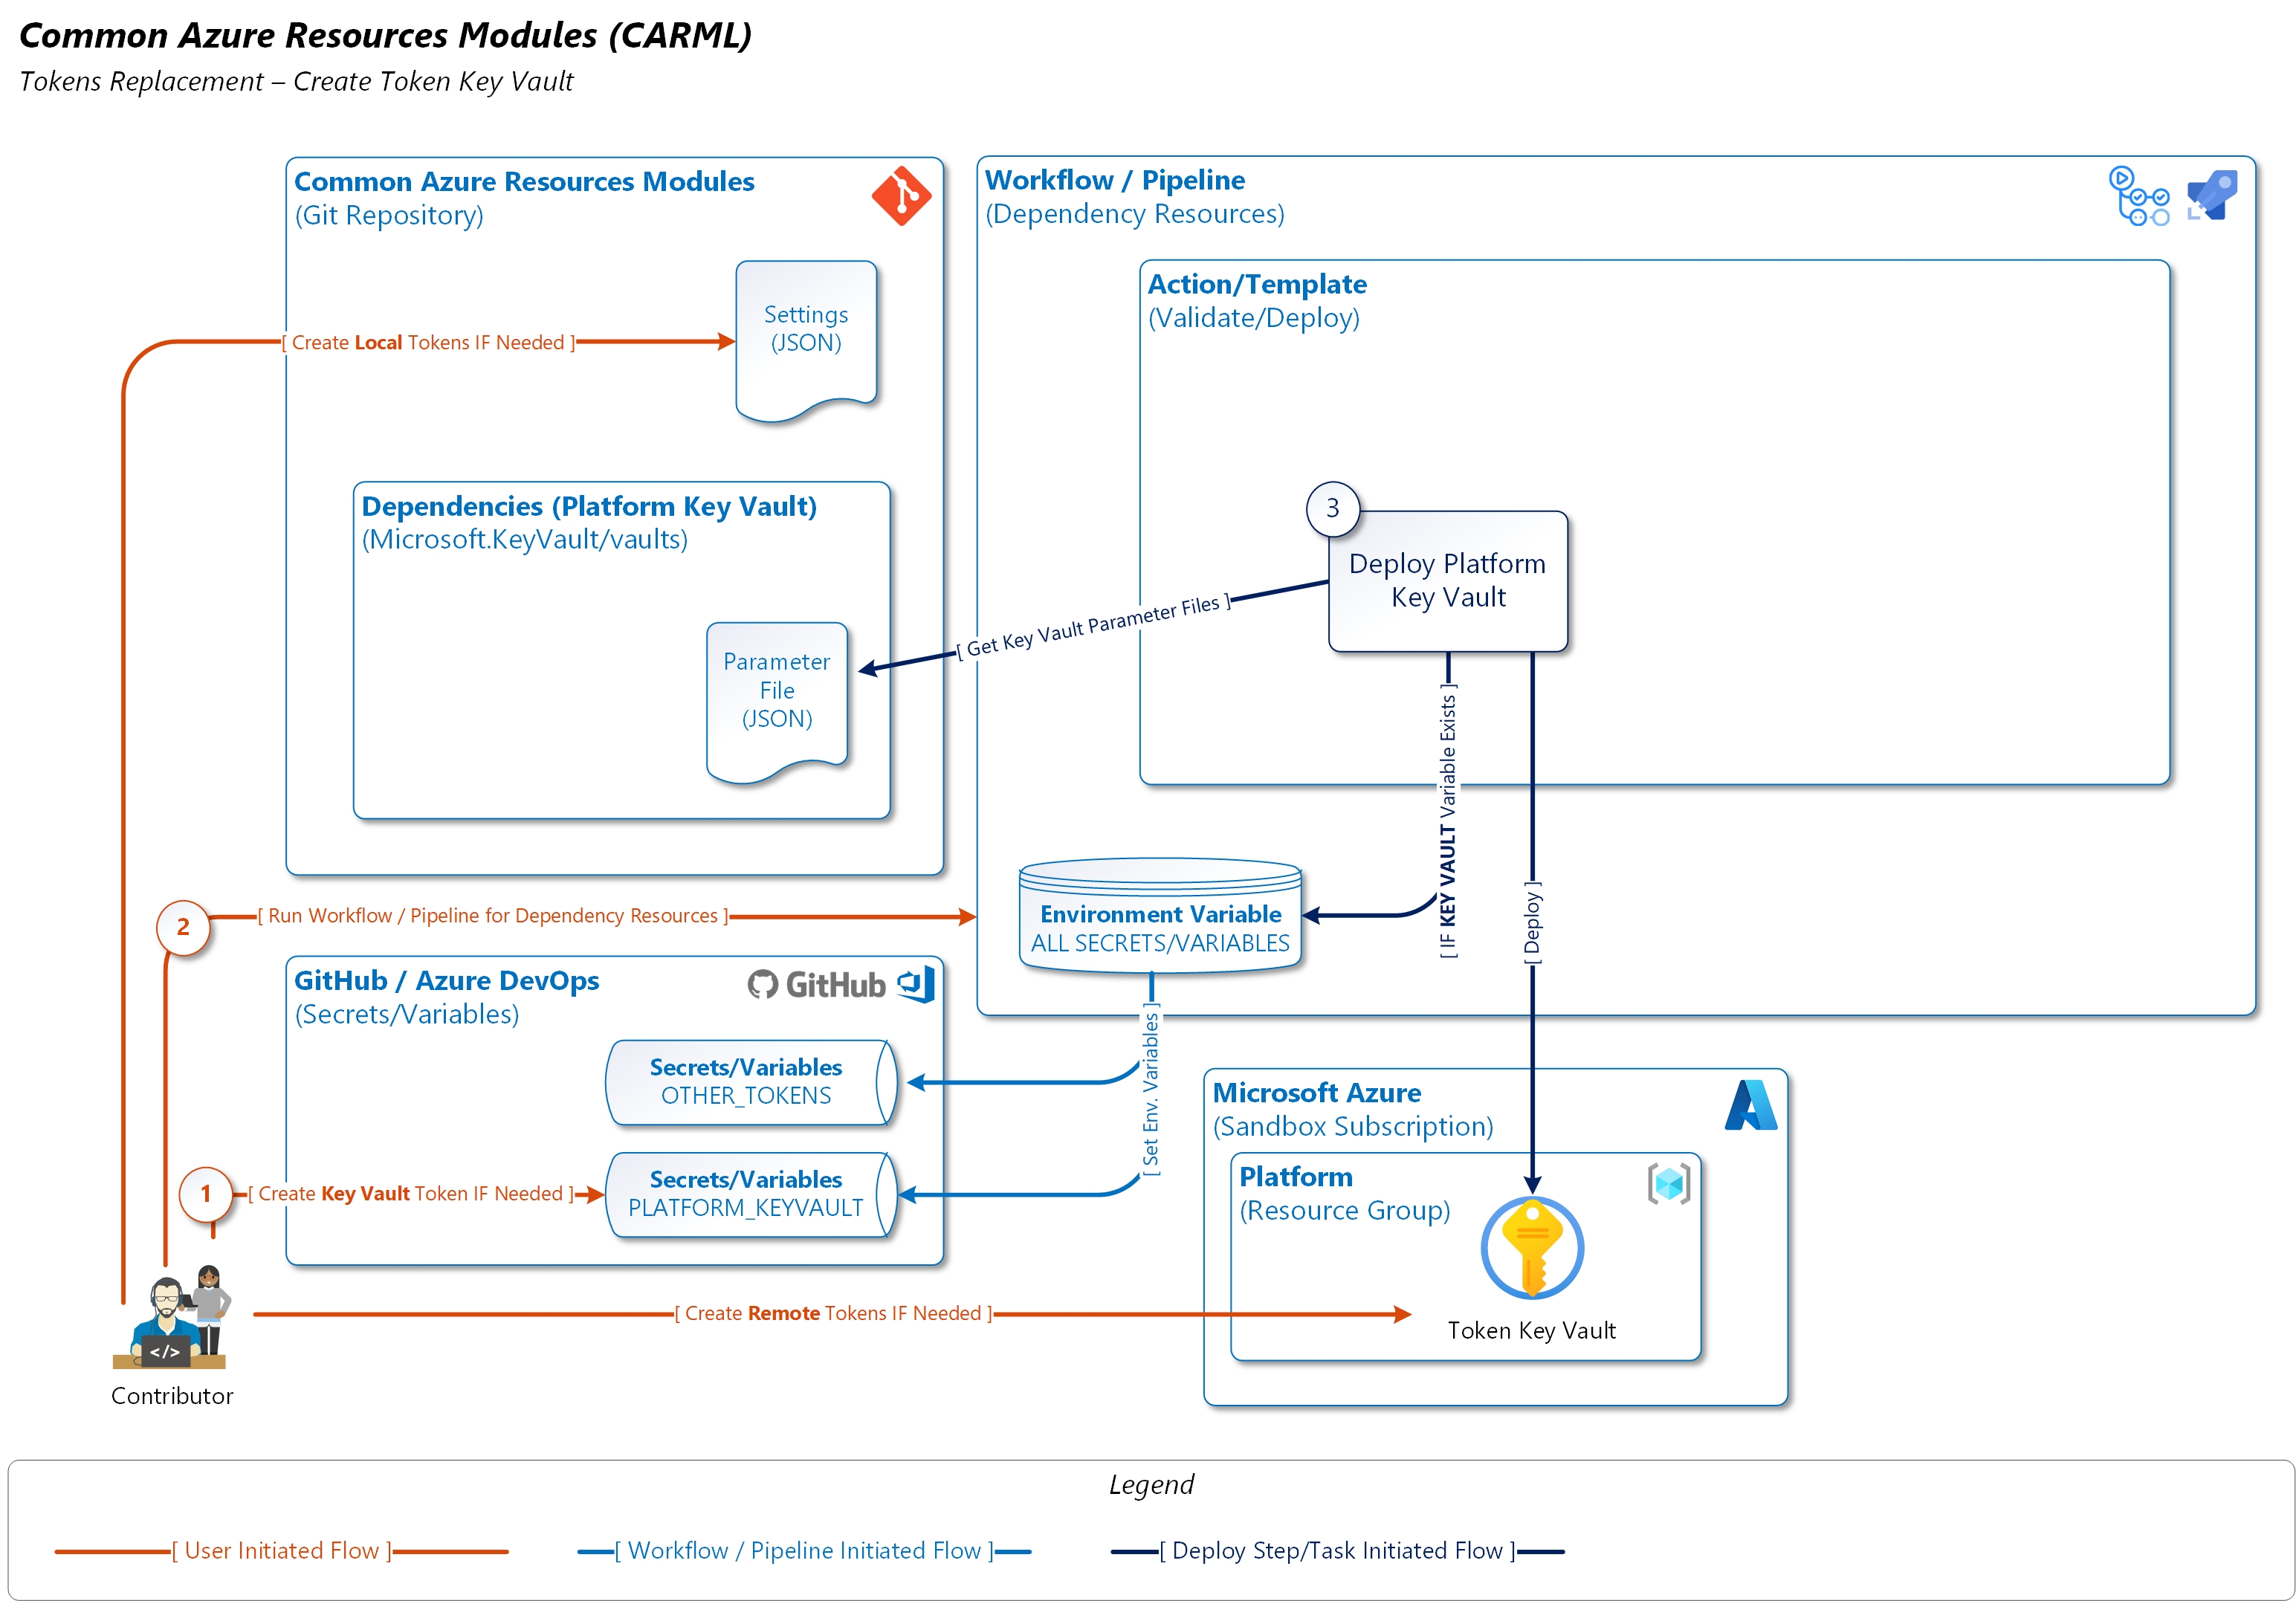 Common Azure Resources Modules (CARML)
Tokens Replacement – Create Token Key Vault
Common Azure Resources Modules
(Git Repository)
Settings
(JSON)
[ Create Local Tokens IF Needed ]
Dependencies (Platform Key Vault)
(Microsoft.KeyVault/vaults)
Parameter
File
(JSON)
Workflow / Pipeline
(Dependency Resources)
Action/Template
(Validate/Deploy)
3
Deploy Platform
Key Vault
[ Get Key Vault Parameter Files ]
[ IF KEY VAULT Variable Exists ]
[ Deploy ]
Environment Variable
ALL SECRETS/VARIABLES
2
[ Run Workflow / Pipeline for Dependency Resources ]
GitHub / Azure DevOps
(Secrets/Variables)
GitHub
Secrets/Variables
OTHER_TOKENS
[ Set Env. Variables ]
1
[ Create Key Vault Token IF Needed ]
Secrets/Variables
PLATFORM_KEYVAULT
Microsoft Azure
(Sandbox Subscription)
Platform
(Resource Group)
Token Key Vault
[ Create Remote Tokens IF Needed ]
</>
Contributor
Legend
[ User Initiated Flow ]
[ Workflow / Pipeline Initiated Flow ]
[ Deploy Step/Task Initiated Flow ]